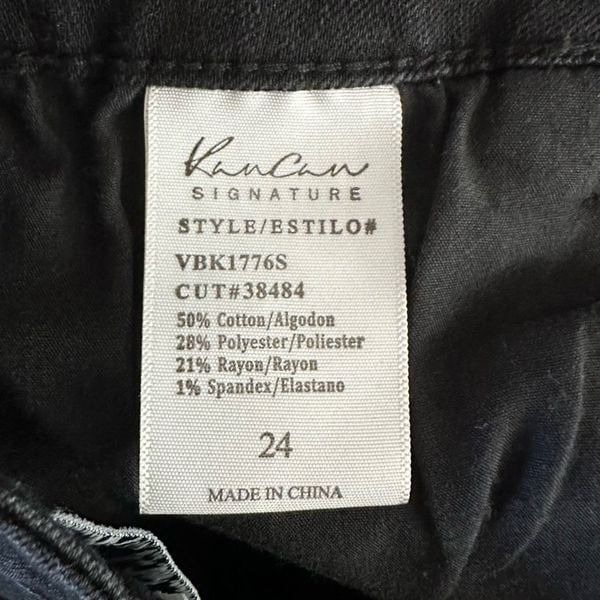 KanCan
SIGNATURE
STYLE/ESTILO#
VBK1776S
CUT#38484
50% Cotton/Algodon
28% Polyester/Poliester
21% Rayon/Rayon
1% Spandex/Elastano
24
MADE IN CHINA